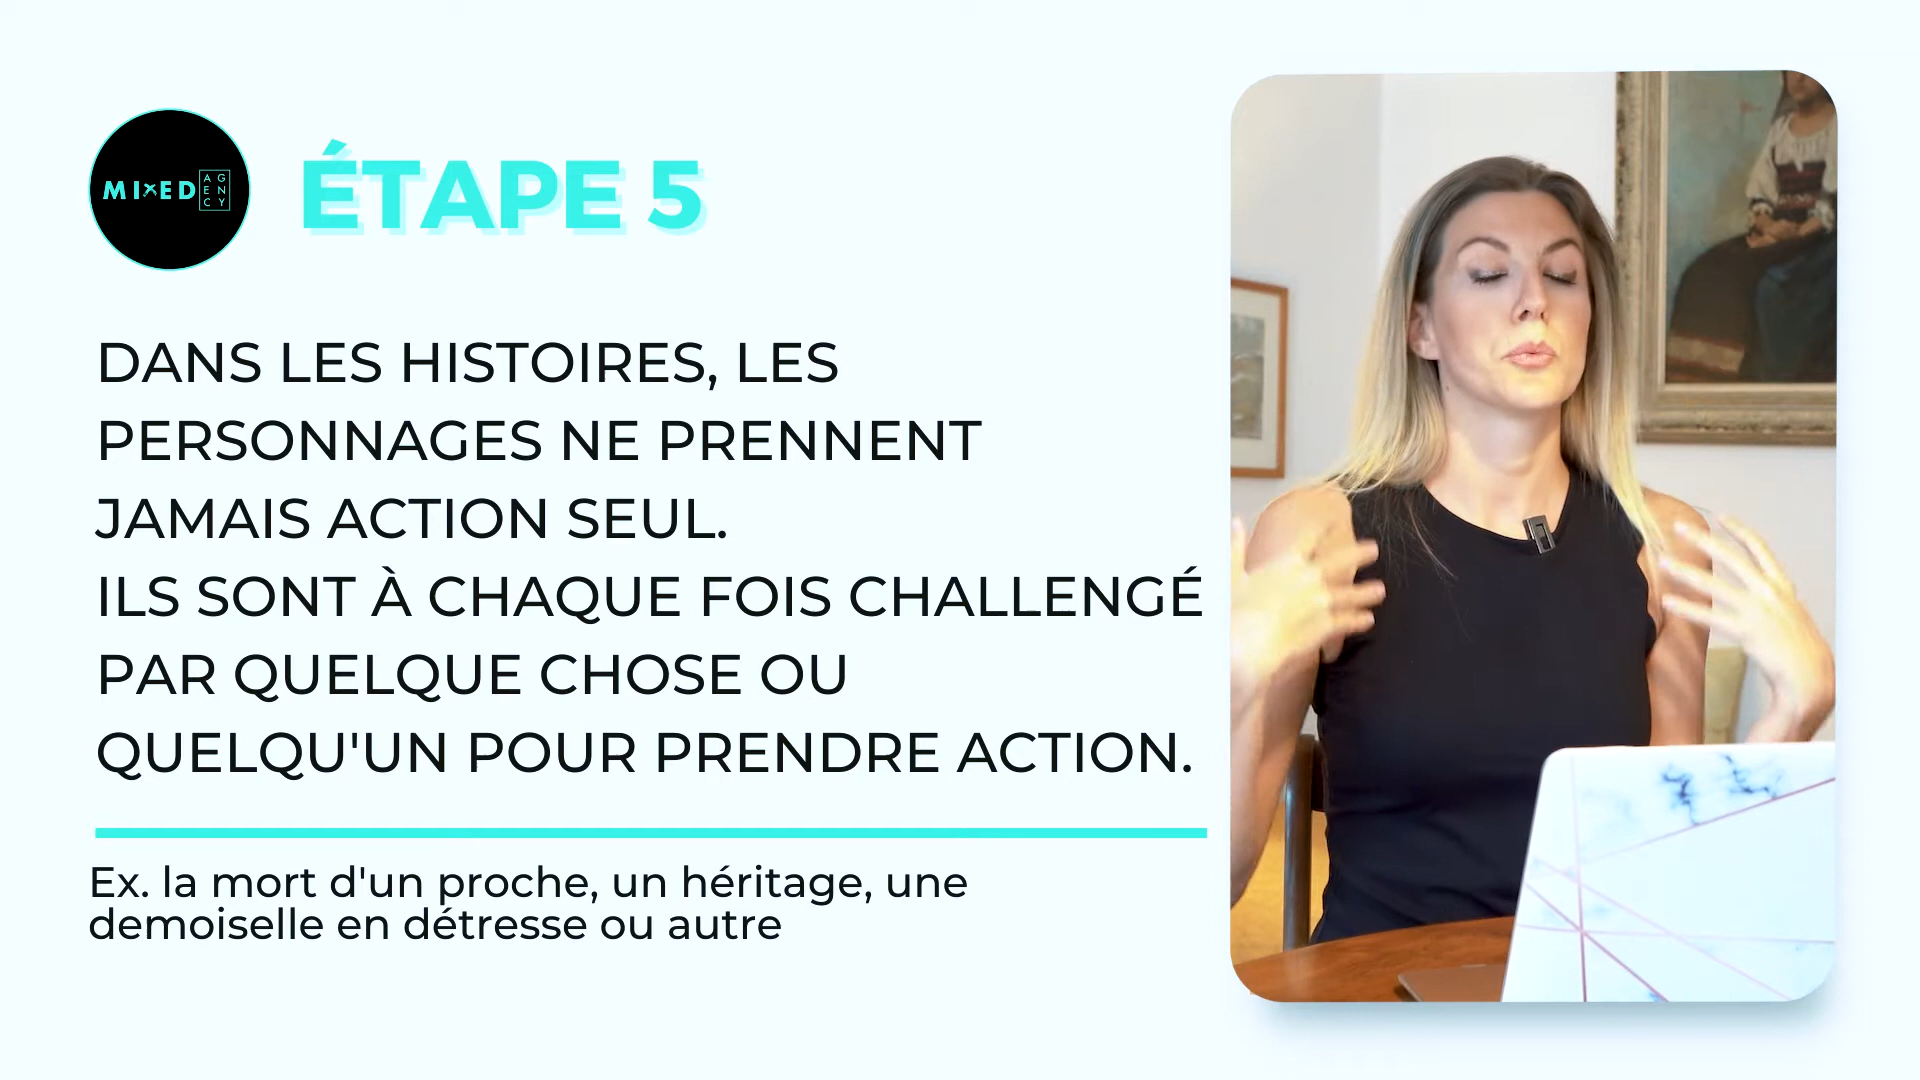 MIXED AGENCY
ÉTAPE 5
DANS LES HISTOIRES, LES
PERSONNAGES NE PRENNENT
JAMAIS ACTION SEUL.
ILS SONT À CHAQUE FOIS CHALLENGÉ
PAR QUELQUE CHOSE OU
QUELQU'UN POUR PRENDRE ACTION.
Ex. la mort d'un proche, un héritage, une
demoiselle en détresse ou autre